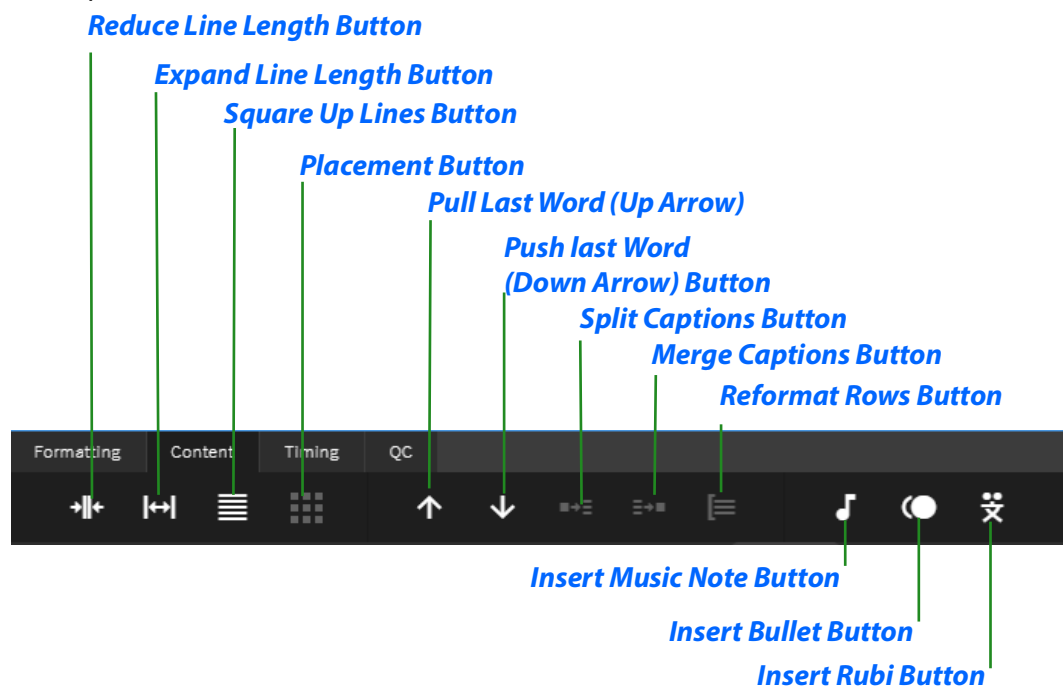 Reduce Line Length Button
Expand Line Length Button
Square Up Lines Button
Placement Button
Pull Last Word (Up Arrow)
Push last Word
(Down Arrow) Button
Split Captions Button
Merge Captions Button
Reformat Rows Button
Formatting Content Timing QC
Insert Music Note Button
Insert Bullet Button
Insert Rubi Button